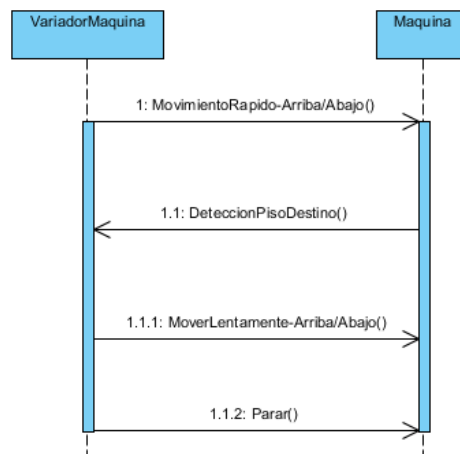 VariadorMaquina
Maquina
1: MovimientoRapido-Arriba/Abajo()
1.1: DeteccionPisoDestino()
1.1.1: MoverLentamente-Arriba/Abajo()
1.1.2: Parar()